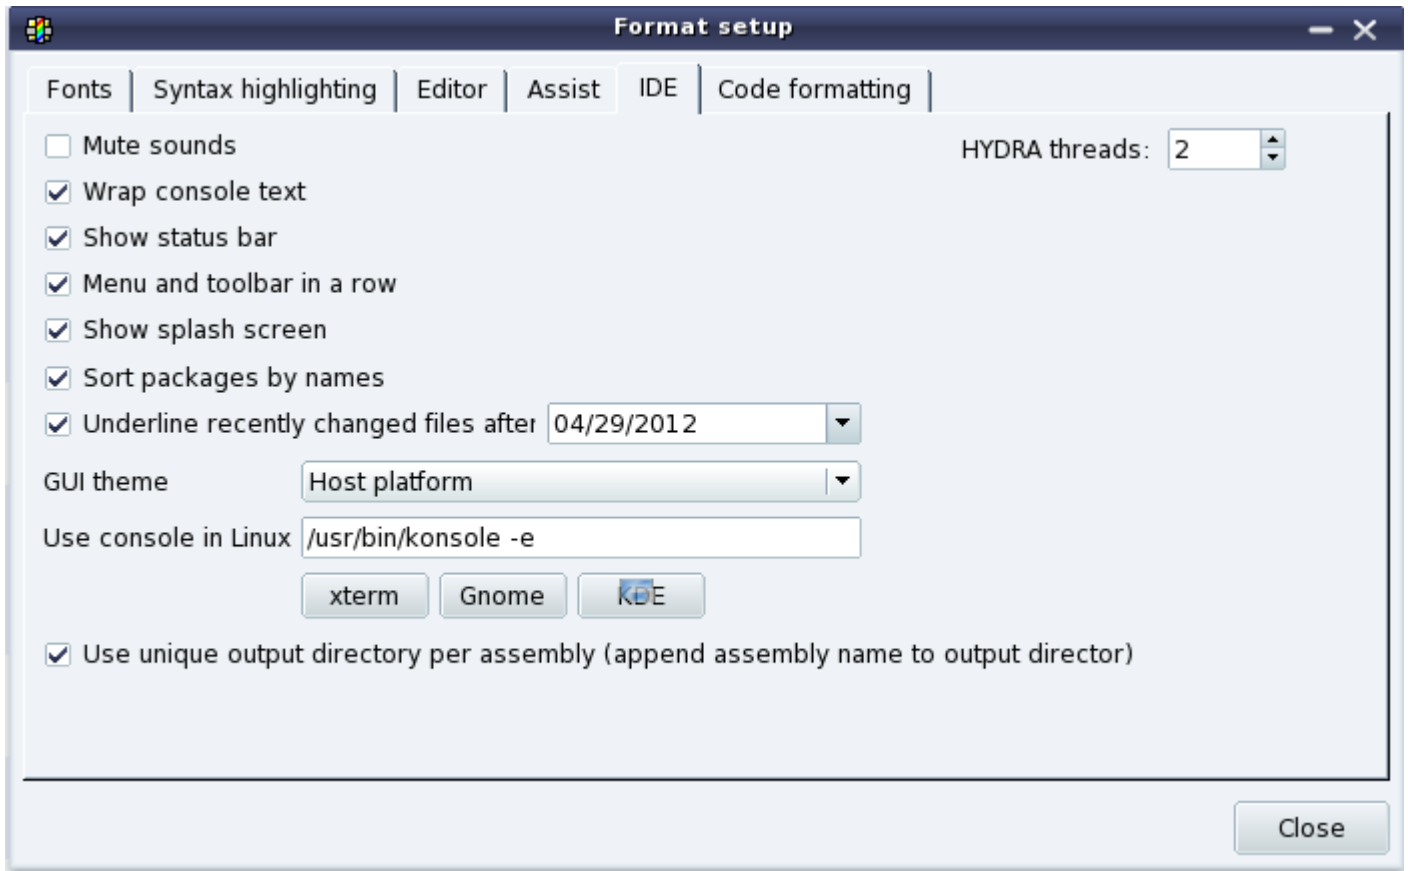 Format setup
Fonts Syntax highlighting Editor Assist IDE Code formatting
Mute sounds HYDRA threads: 2
Wrap console text
Show status bar
Menu and toolbar in a row
Show splash screen
Sort packages by names
Underline recently changed files after 04/29/2012
GUI theme Host platform
Use console in Linux /usr/bin/konsole -e
xterm Gnome KDE
Use unique output directory per assembly (append assembly name to output director)
Close